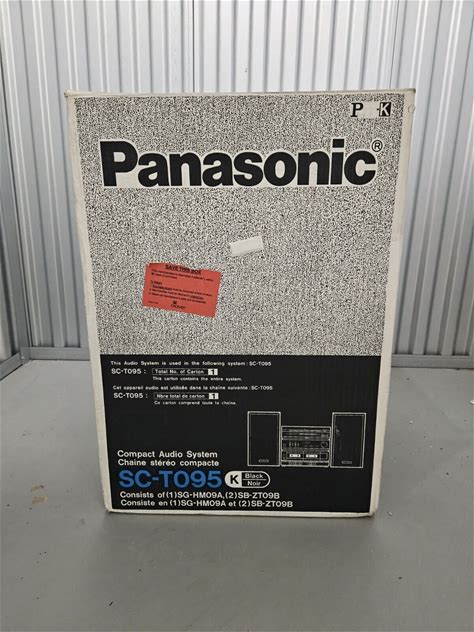 P K
Panasonic®
SAVE THIS BOX
This Audio System is used in the following system : SC-T095
SC-T095 : Total No. of Carton 1
This carton contains the entire system.
Cet appareil audio est utilisée dans la chaine suivante : SC-T095
SC-T095 : Nbre total de carton 1
Ce carton comprend toute la chaîne.
Compact Audio System
Chaîne stéréo compacte
SC-T095 K Black
Noir
Consists of (1)SG-HM09A,(2)SB-ZT09B
Consiste en (1)SG-HM09A et (2)SB-ZT09B